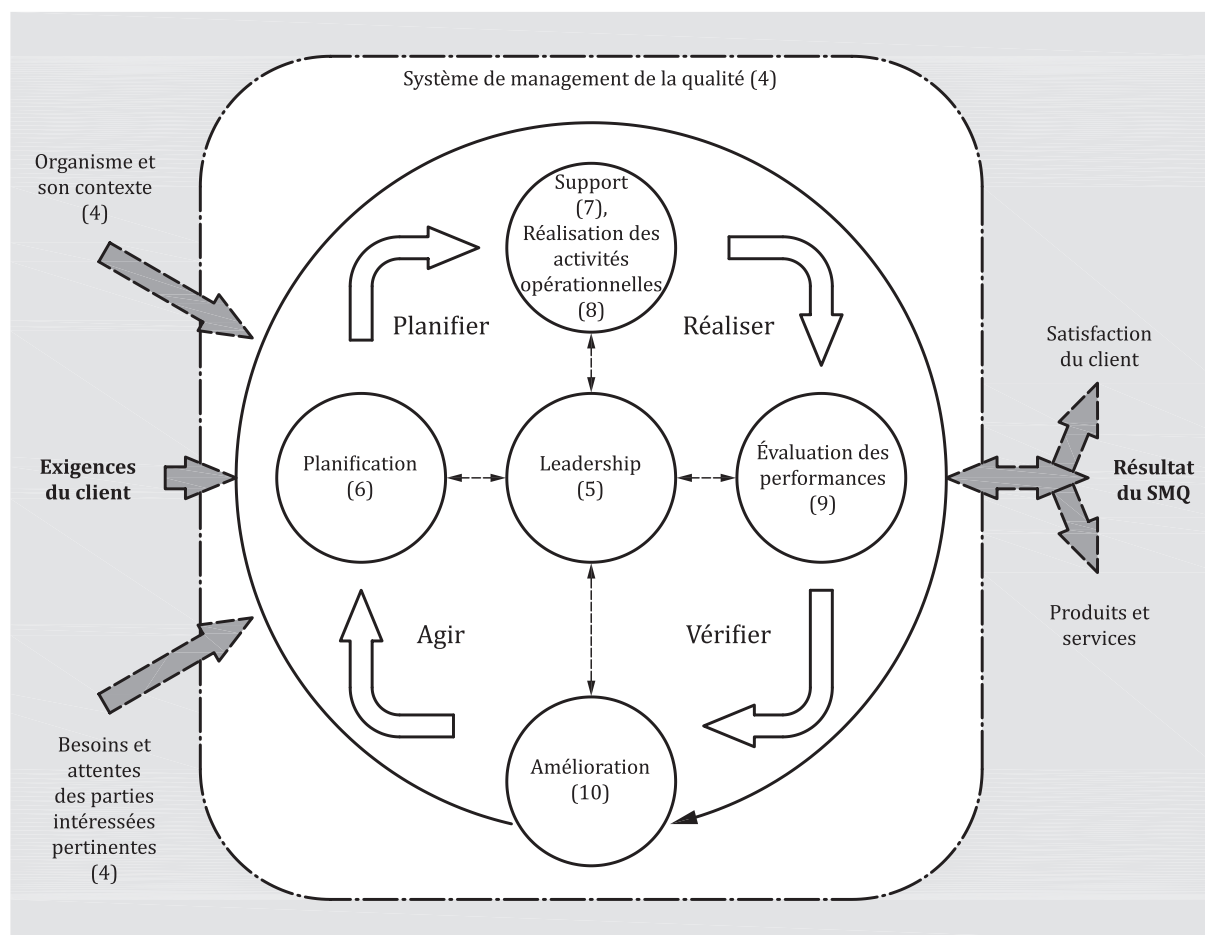 Système de management de la qualité (4)
Organisme et
son contexte
(4)
Support
(7),
Réalisation des
activités
opérationnelles
(8)
Planifier
Réaliser
Satisfaction
du client
Exigences
du client
Planification
(6)
Leadership
(5)
Évaluation des
performances
(9)
Résultat
du SMQ
Agir
Vérifier
Produits et
services
Besoins et
attentes
des parties
intéressées
pertinentes
(4)
Amélioration
(10)